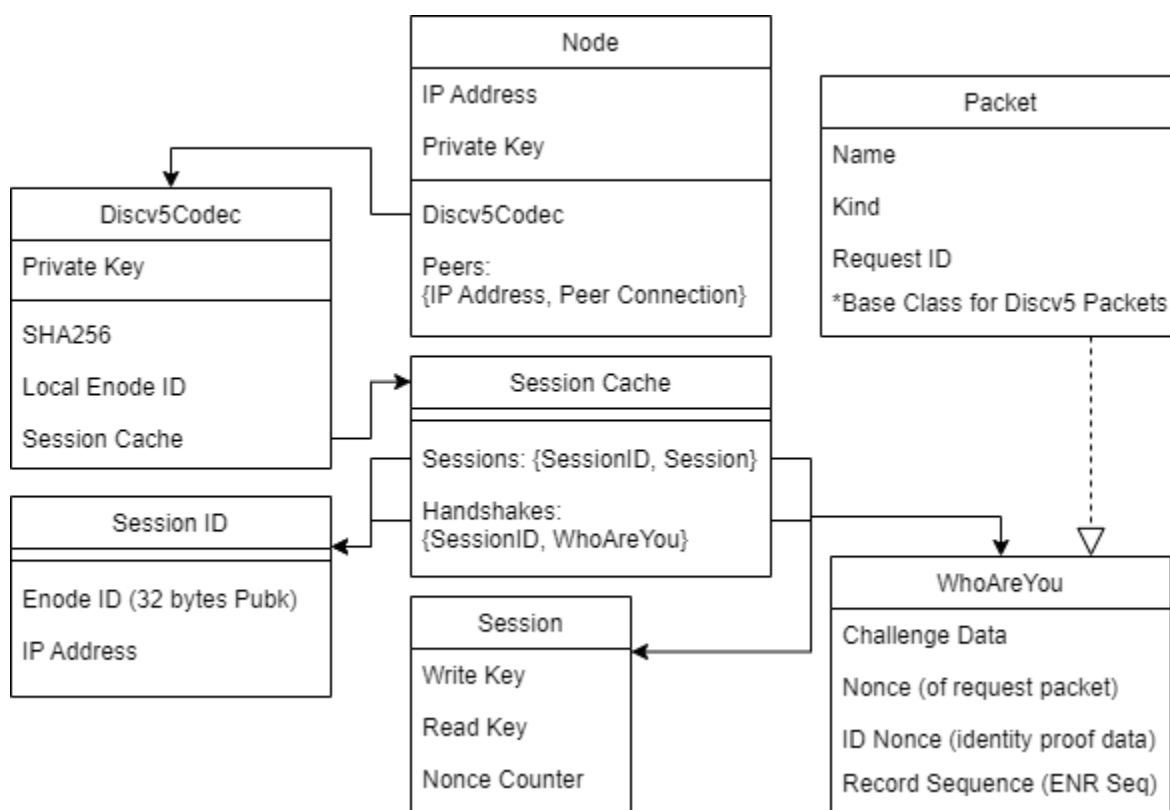 Node
IP Address
Private Key
Discv5Codec
Peers:
{IP Address, Peer Connection}
Packet
Name
Kind
Request ID
*Base Class for Discv5 Packets
Discv5Codec
Private Key
SHA256
Local Enode ID
Session Cache
Session Cache
Sessions: {SessionID, Session}
Handshakes:
{SessionID, WhoAreYou}
Session ID
Enode ID (32 bytes Pubk)
IP Address
Session
Write Key
Read Key
Nonce Counter
WhoAreYou
Challenge Data
Nonce (of request packet)
ID Nonce (identity proof data)
Record Sequence (ENR Seq)